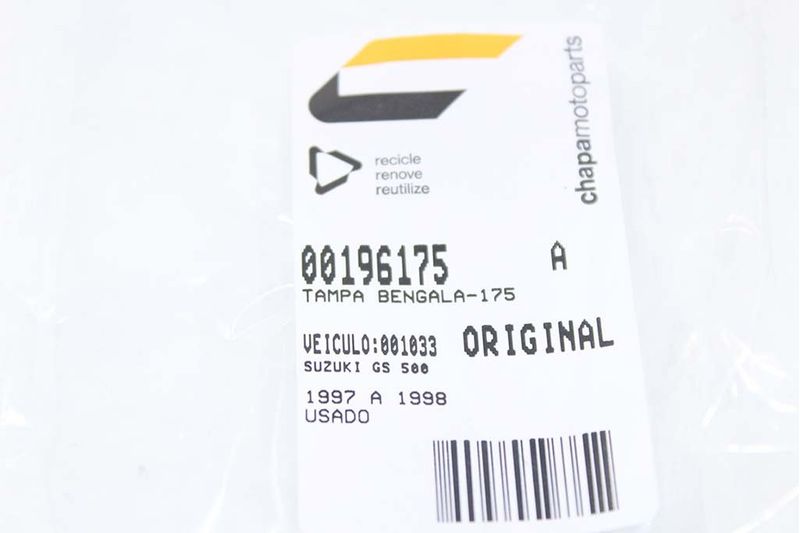 chapamotoparts
recicle
renove
reutilize
00196175 A
TAMPA BENGALA-175
VEICULO:001033 ORIGINAL
SUZUKI GS 500
1997 A 1998
USADO